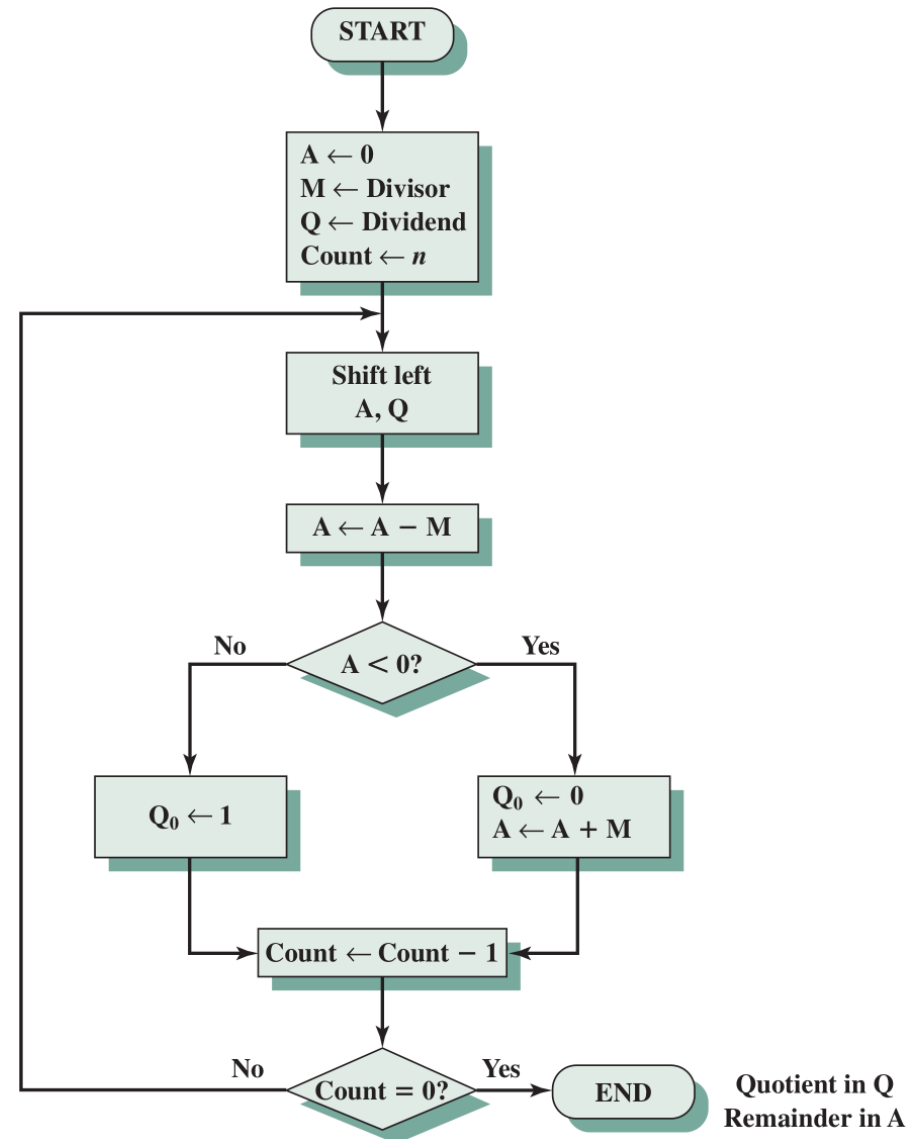 START
A ← 0
M ← Divisor
Q ← Dividend
Count ← n
Shift left
A, Q
A ← A − M
No
A < 0?
Yes
Q₀ ← 1
Q₀ ← 0
A ← A + M
Count ← Count − 1
No
Count = 0?
Yes
END
Quotient in Q
Remainder in A